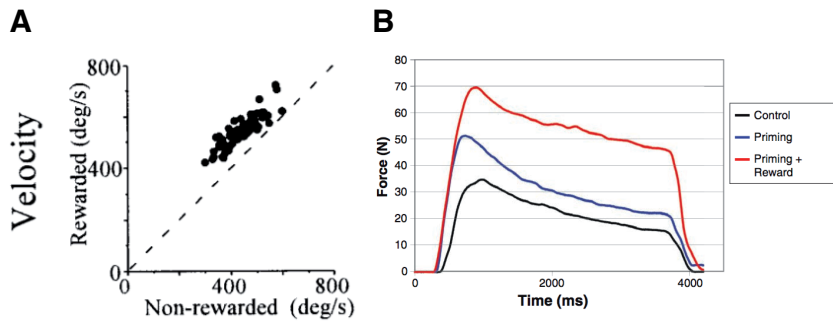 A
Velocity
Rewarded (deg/s)
800
400
0
0
400
800
Non-rewarded (deg/s)
B
Force (N)
80
70
60
50
40
30
20
10
0
0
2000
4000
Time (ms)
Control
Priming
Priming +
Reward